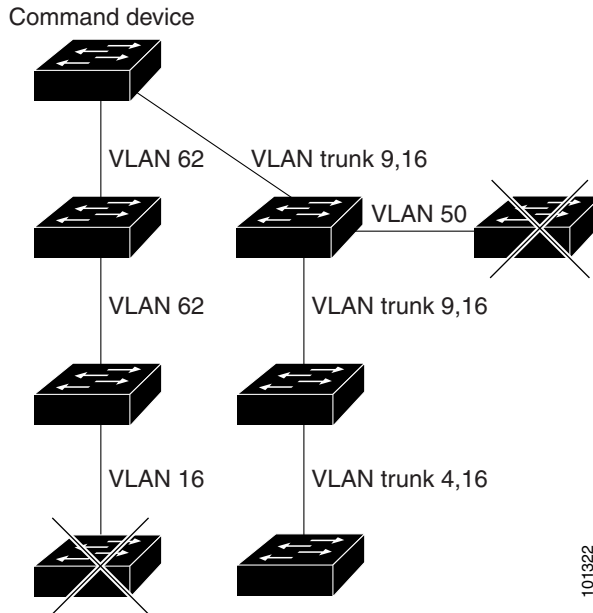 Command device
VLAN 62
VLAN trunk 9,16
VLAN 50
VLAN 62
VLAN trunk 9,16
VLAN 16
VLAN trunk 4,16
101322